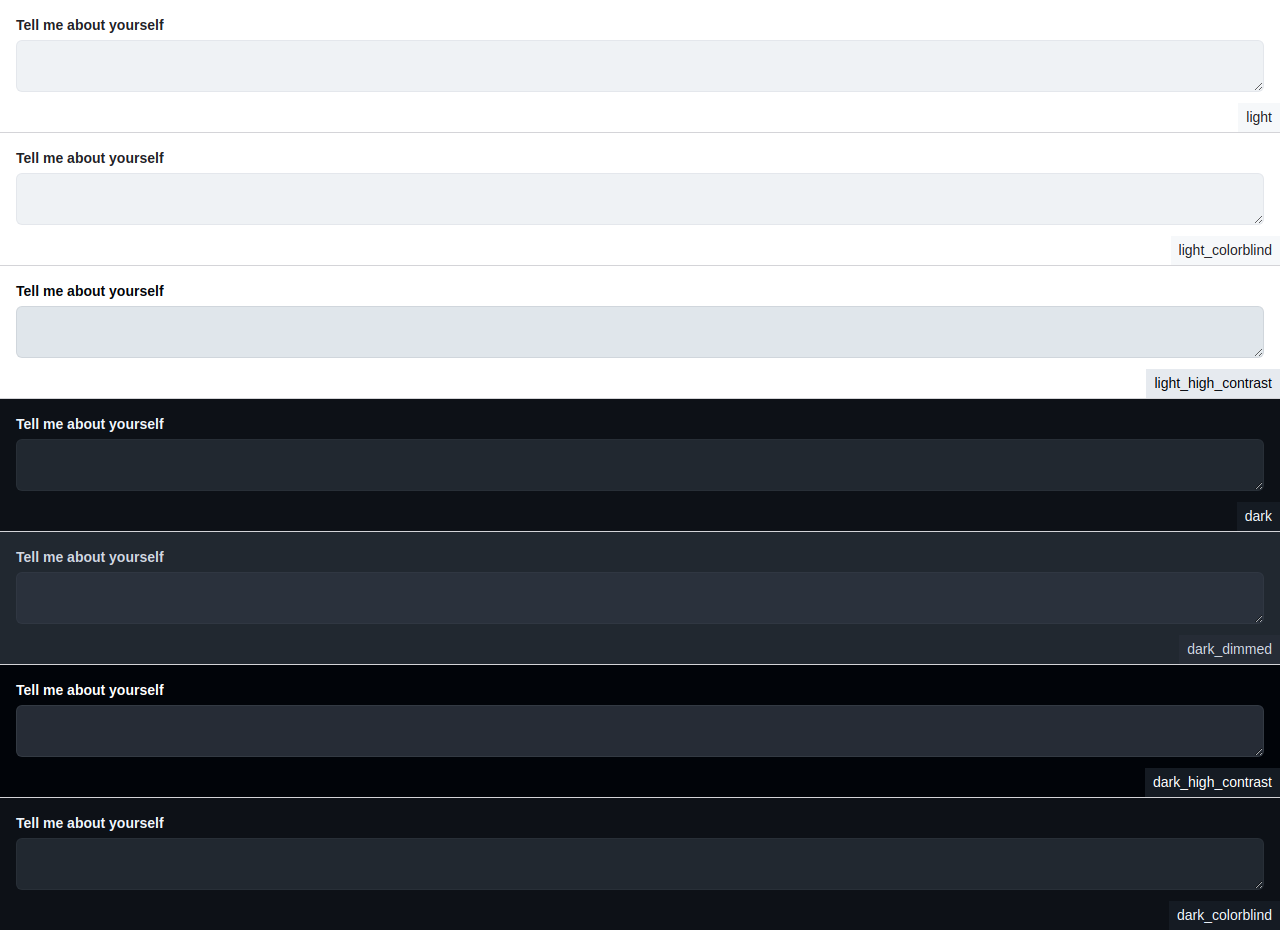 Tell me about yourself
light
Tell me about yourself
light_colorblind
Tell me about yourself
light_high_contrast
Tell me about yourself
dark
Tell me about yourself
dark_dimmed
Tell me about yourself
dark_high_contrast
Tell me about yourself
dark_colorblind